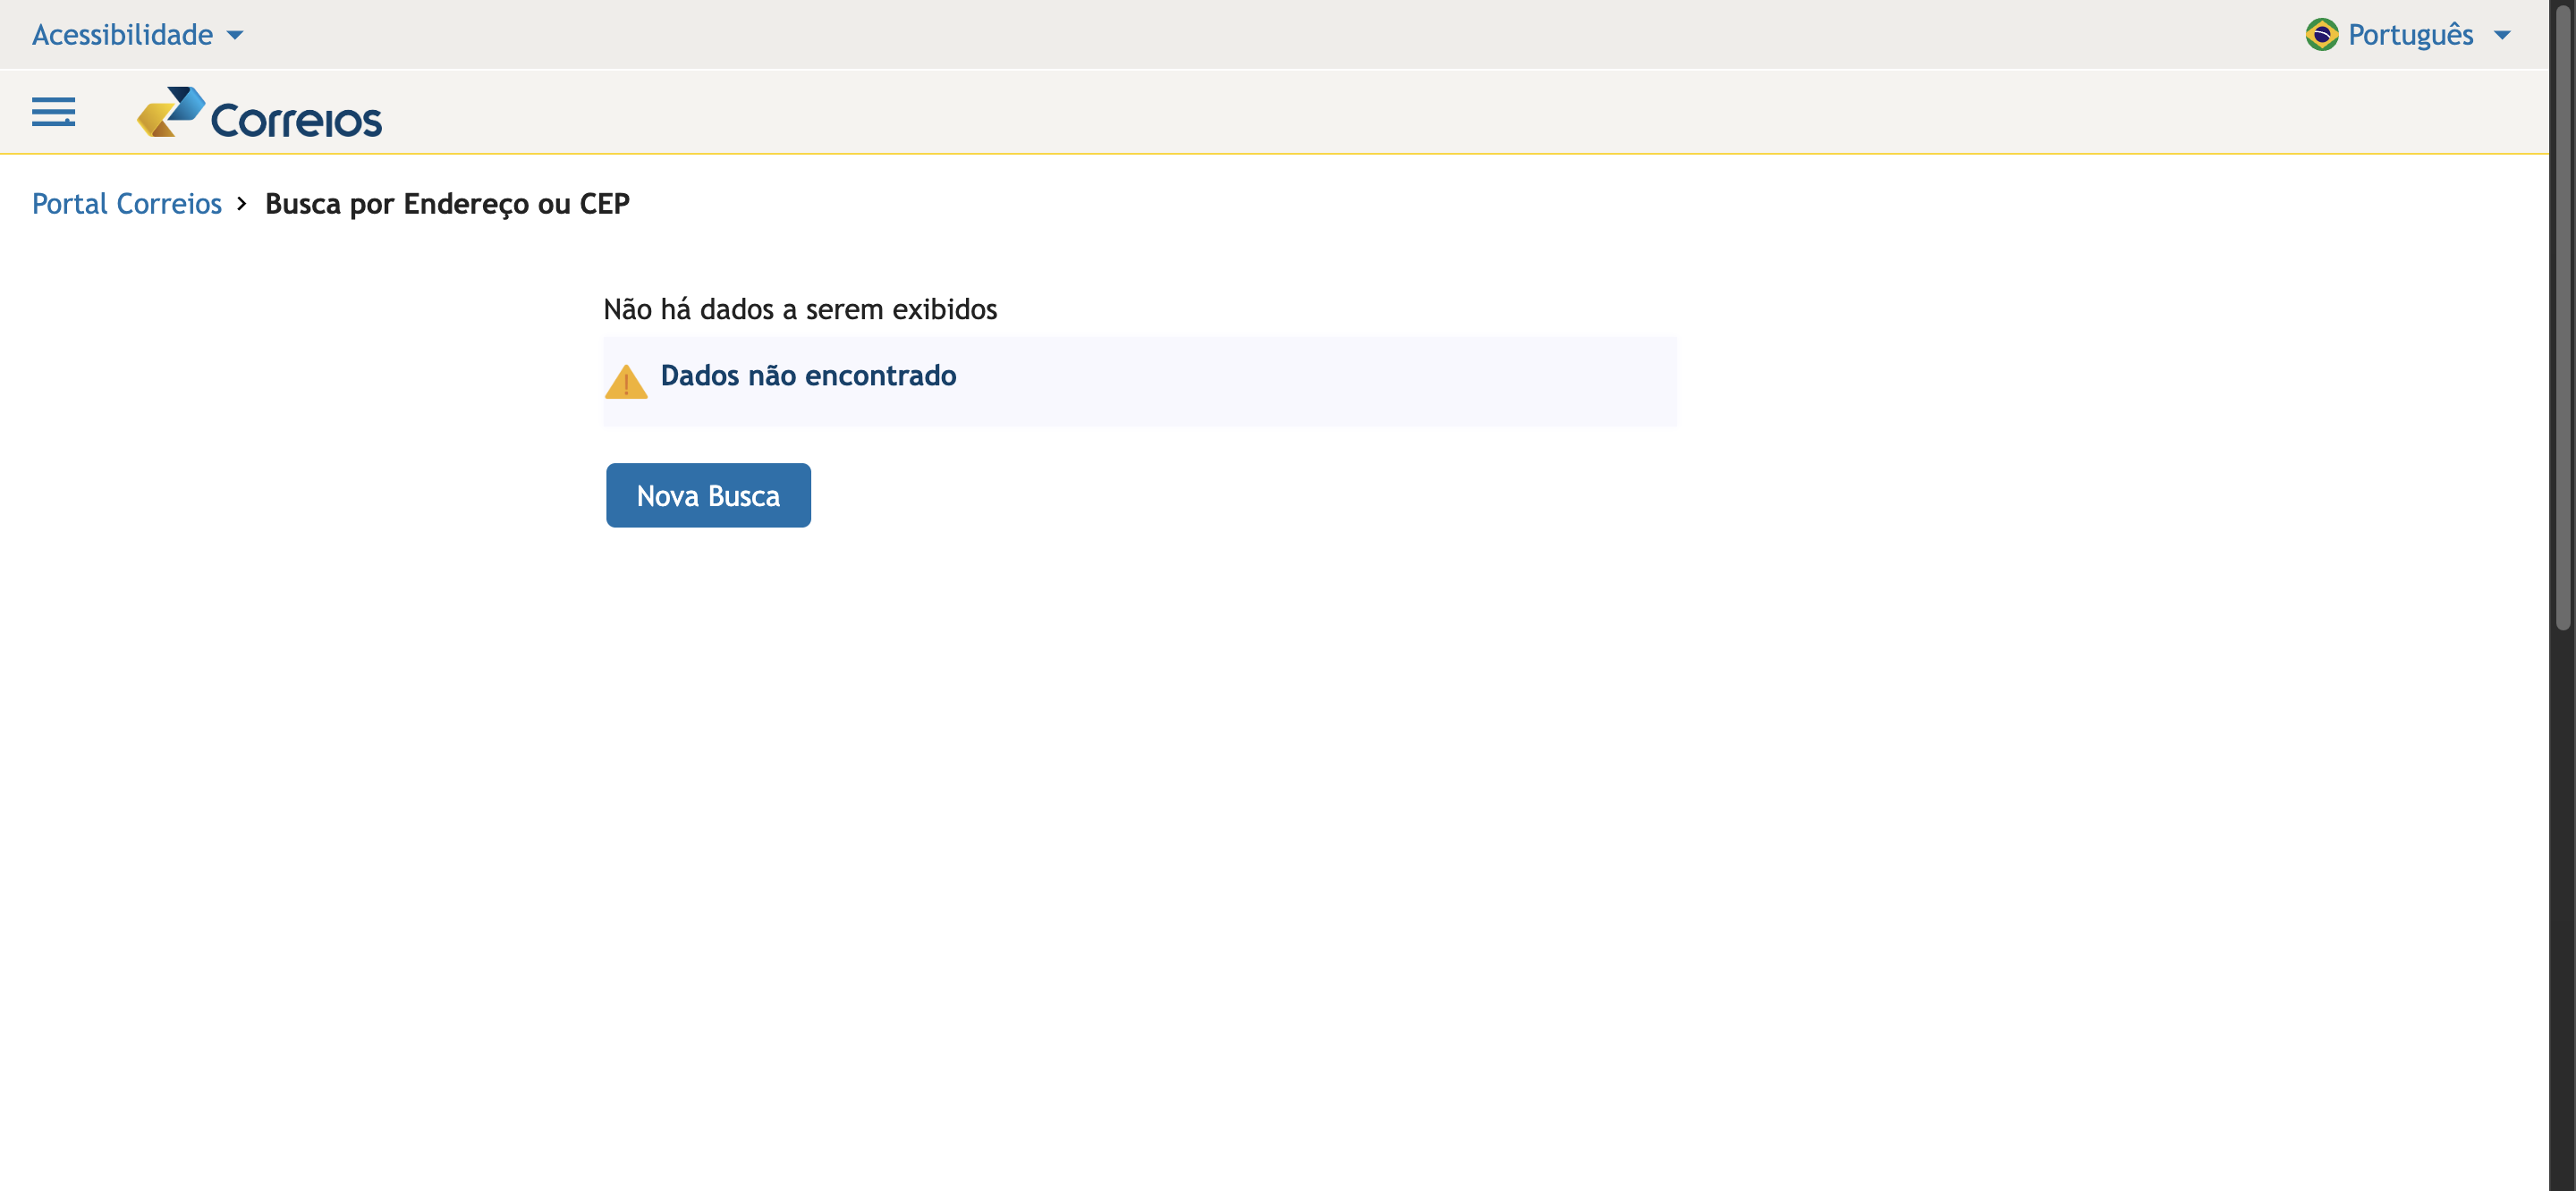 Acessibilidade
Português
Correios
Portal Correios > Busca por Endereço ou CEP
Não há dados a serem exibidos
Dados não encontrado
Nova Busca